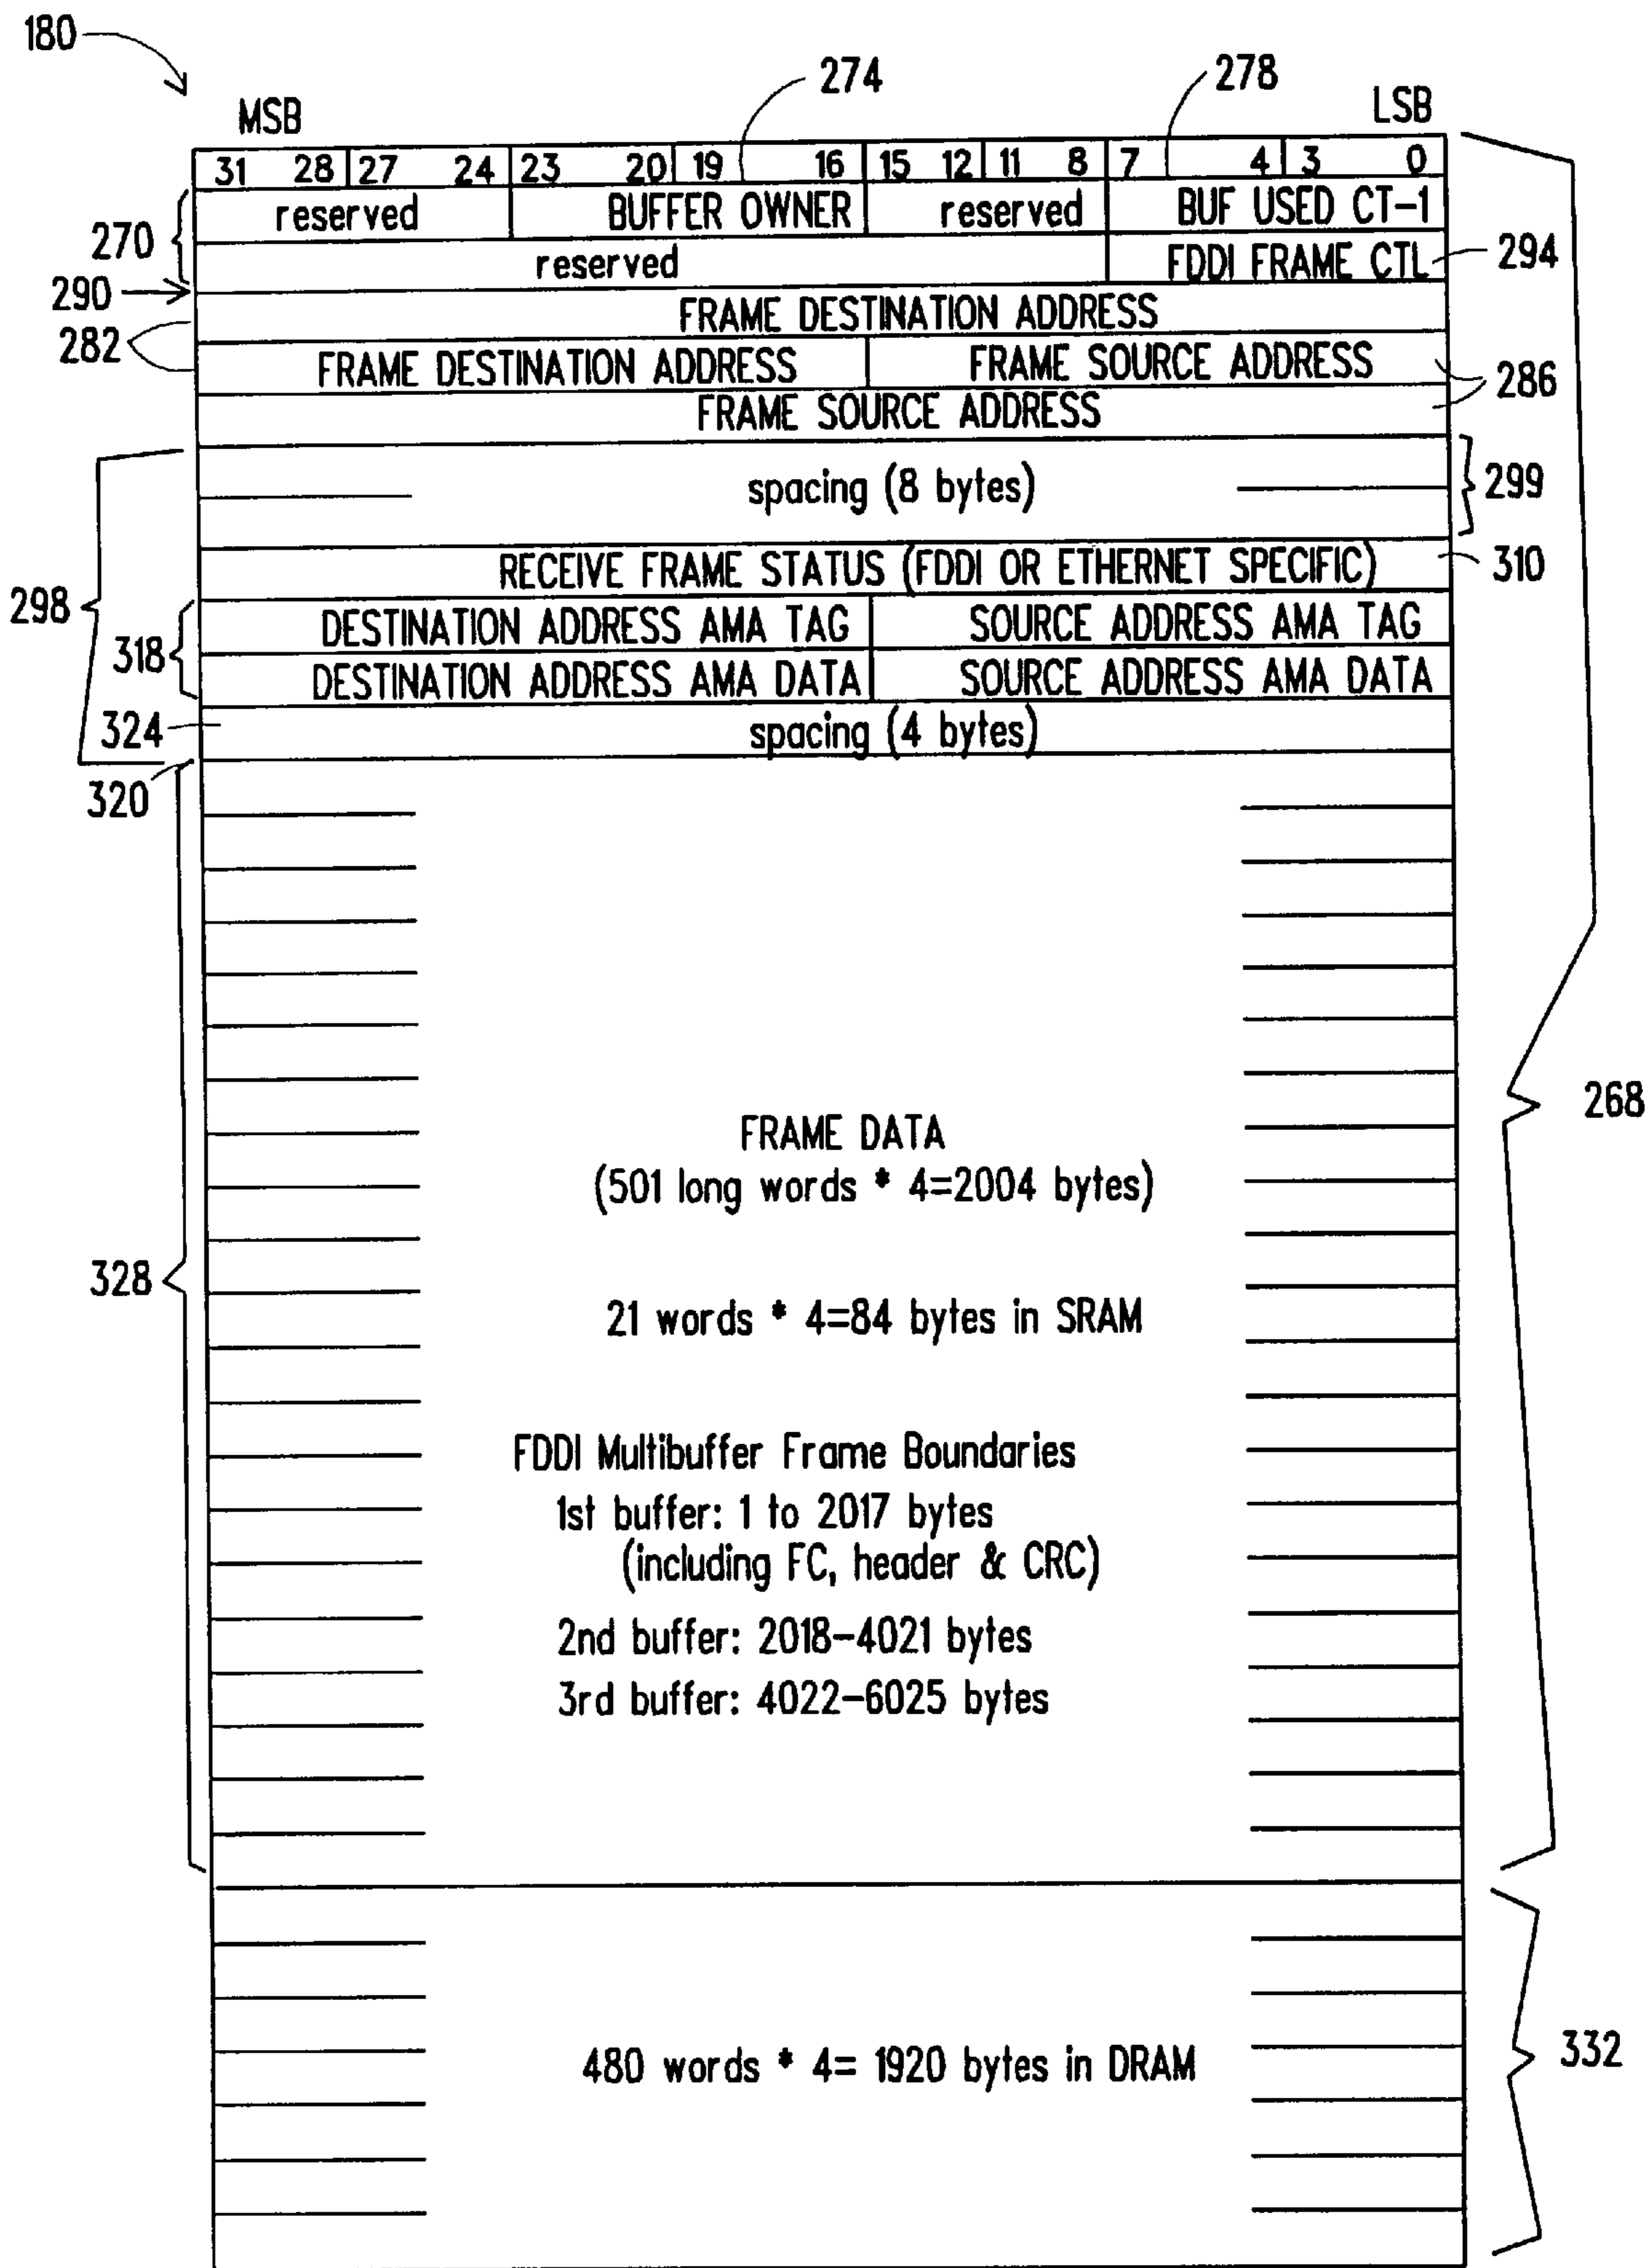 180
274
278
MSB
LSB
31 28 27 24 23 20 19 16 15 12 11 8 7 4 3 0
270
reserved BUFFER OWNER reserved BUF USED CT-1
reserved FDDI FRAME CTL 294
290
FRAME DESTINATION ADDRESS
282
FRAME DESTINATION ADDRESS FRAME SOURCE ADDRESS
286
FRAME SOURCE ADDRESS
spacing (8 bytes) 299
RECEIVE FRAME STATUS (FDDI OR ETHERNET SPECIFIC) 310
298
DESTINATION ADDRESS AMA TAG SOURCE ADDRESS AMA TAG
318
DESTINATION ADDRESS AMA DATA SOURCE ADDRESS AMA DATA
324 spacing (4 bytes)
320
268
FRAME DATA
(501 long words * 4=2004 bytes)
328
21 words * 4=84 bytes in SRAM
FDDI Multibuffer Frame Boundaries
1st buffer: 1 to 2017 bytes
(including FC, header & CRC)
2nd buffer: 2018-4021 bytes
3rd buffer: 4022-6025 bytes
480 words * 4= 1920 bytes in DRAM
332